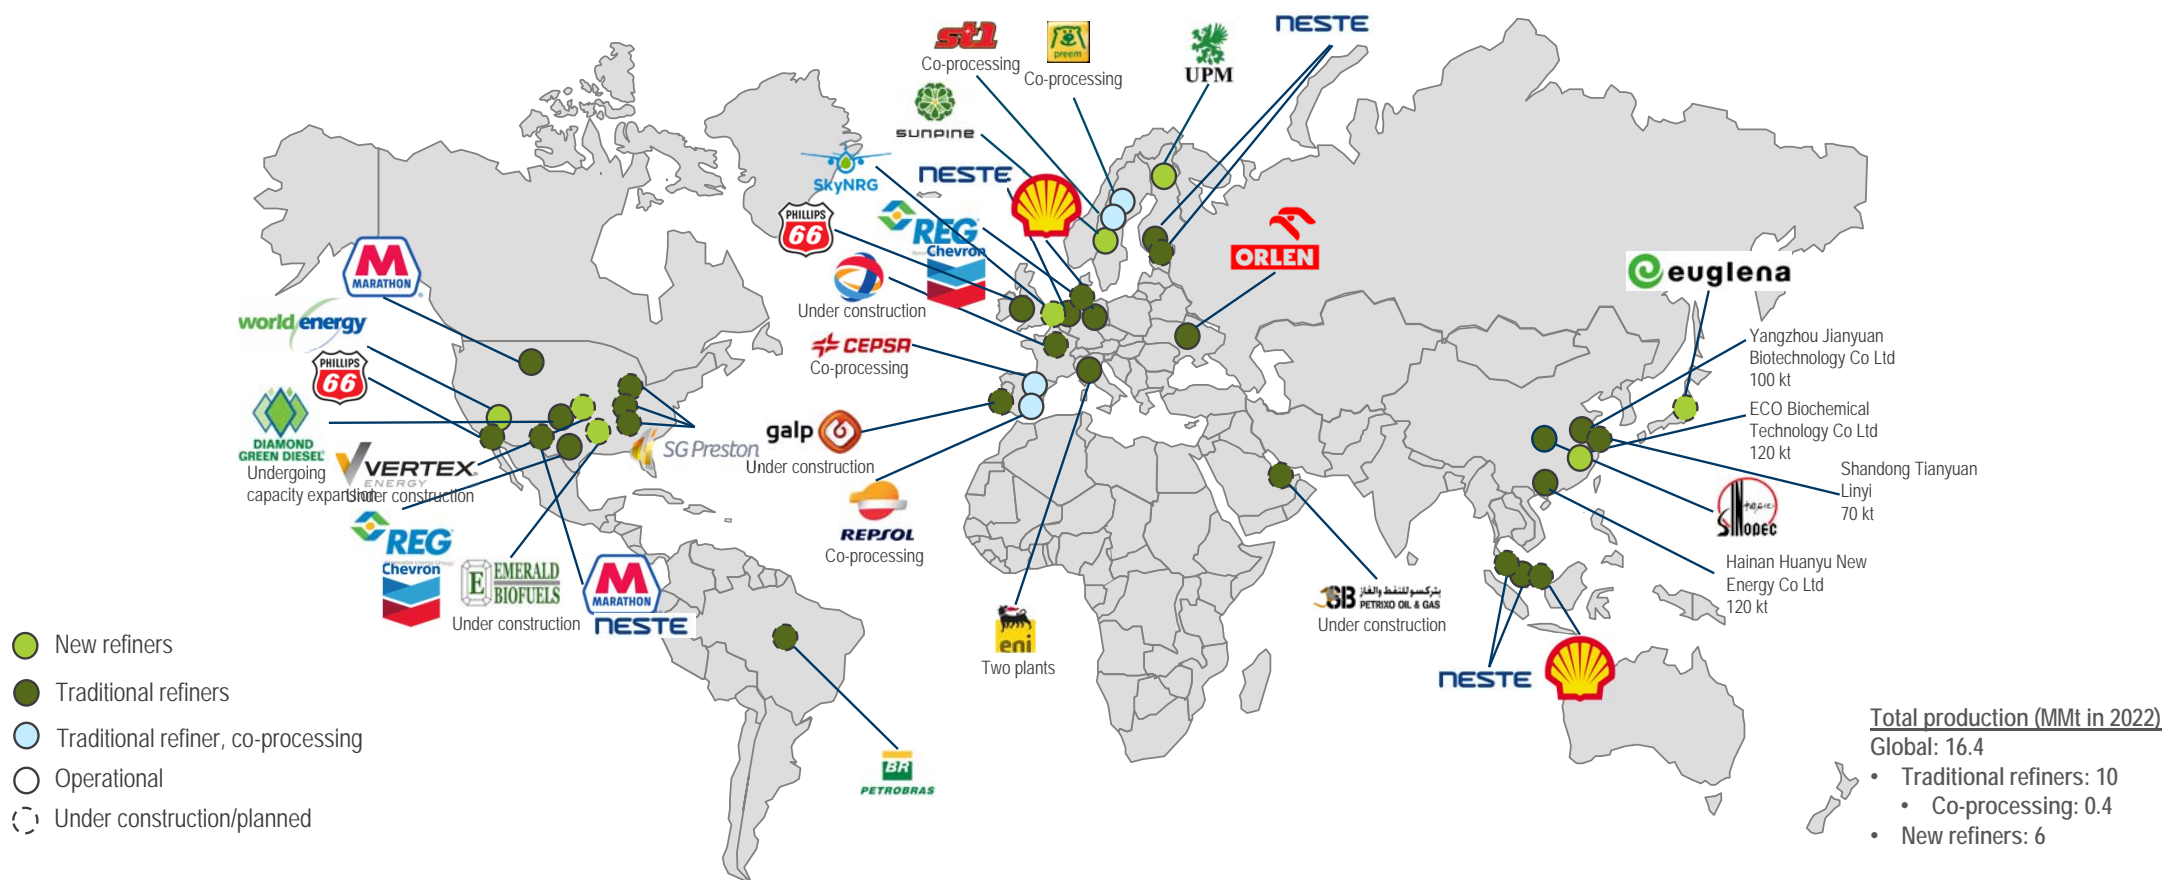 st1
Co-processing
preem
Co-processing
UPM
NESTE
SUNPINE
SkyNRG
NESTE
PHILLIPS
66
REG
Chevron
Under construction
ORLEN
CEPSA
Co-processing
galp
Under construction
REPSOL
Co-processing
eni
Two plants
MARATHON
world energy
PHILLIPS
66
DIAMOND
GREEN DIESEL
Undergoing
capacity expansion
VERTEX
ENERGY
Under construction
SG Preston
REG
Chevron
E EMERALD
BIOFUELS
Under construction
MARATHON
NESTE
BR
PETROBRAS
بتركسو للنفط والغاز
PETRIXO OIL & GAS
Under construction
euglena
Yangzhou Jianyuan
Biotechnology Co Ltd
100 kt
ECO Biochemical
Technology Co Ltd
120 kt
Shandong Tianyuan
Linyi
70 kt
SINOPEC
Hainan Huanyu New
Energy Co Ltd
120 kt
NESTE
New refiners
Traditional refiners
Traditional refiner, co-processing
Operational
Under construction/planned
Total production (MMt in 2022)
Global: 16.4
• Traditional refiners: 10
• Co-processing: 0.4
• New refiners: 6